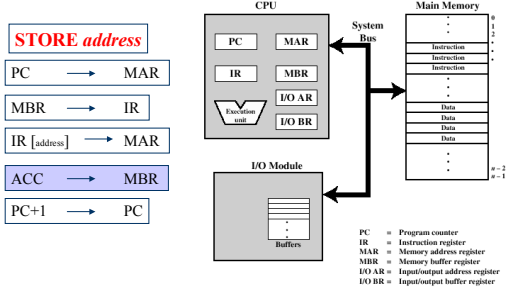 STORE address
PC → MAR
MBR → IR
IR [address] → MAR
ACC → MBR
PC+1 → PC
CPU
PC
MAR
IR
MBR
I/O AR
Execution
unit
I/O BR
System
Bus
I/O Module
Buffers
Main Memory
0
1
2
Instruction
Instruction
Instruction
Data
Data
Data
Data
n – 2
n – 1
PC = Program counter
IR = Instruction register
MAR = Memory address register
MBR = Memory buffer register
I/O AR = Input/output address register
I/O BR = Input/output buffer register